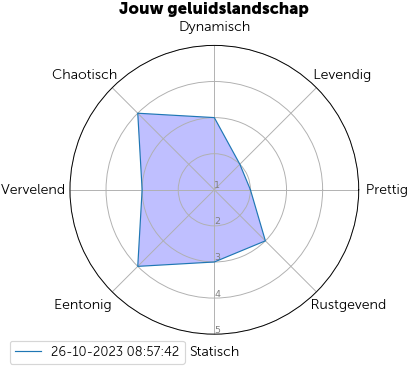 Jouw geluidslandschap
Dynamisch
Chaotisch
Levendig
Vervelend
Prettig
1
2
3
4
5
Eentonig
Rustgevend
26-10-2023 08:57:42
Statisch